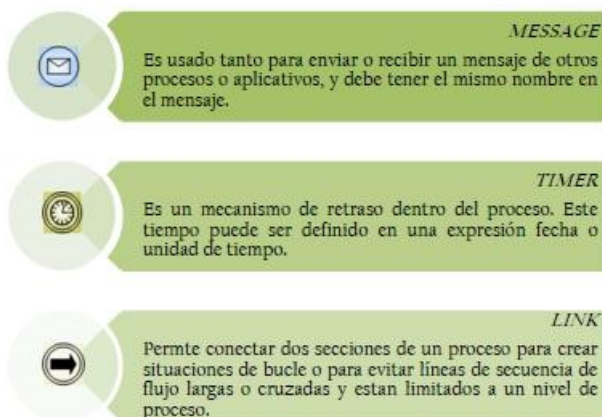 MESSAGE
Es usado tanto para enviar o recibir un mensaje de otros
procesos o aplicativos, y debe tener el mismo nombre en
el mensaje.
TIMER
Es un mecanismo de retraso dentro del proceso. Este
tiempo puede ser definido en una expresión fecha o
unidad de tiempo.
LINK
Permte conectar dos secciones de un proceso para crear
situaciones de bucle o para evitar líneas de secuencia de
flujo largas o cruzadas y estan limitados a un nivel de
proceso.